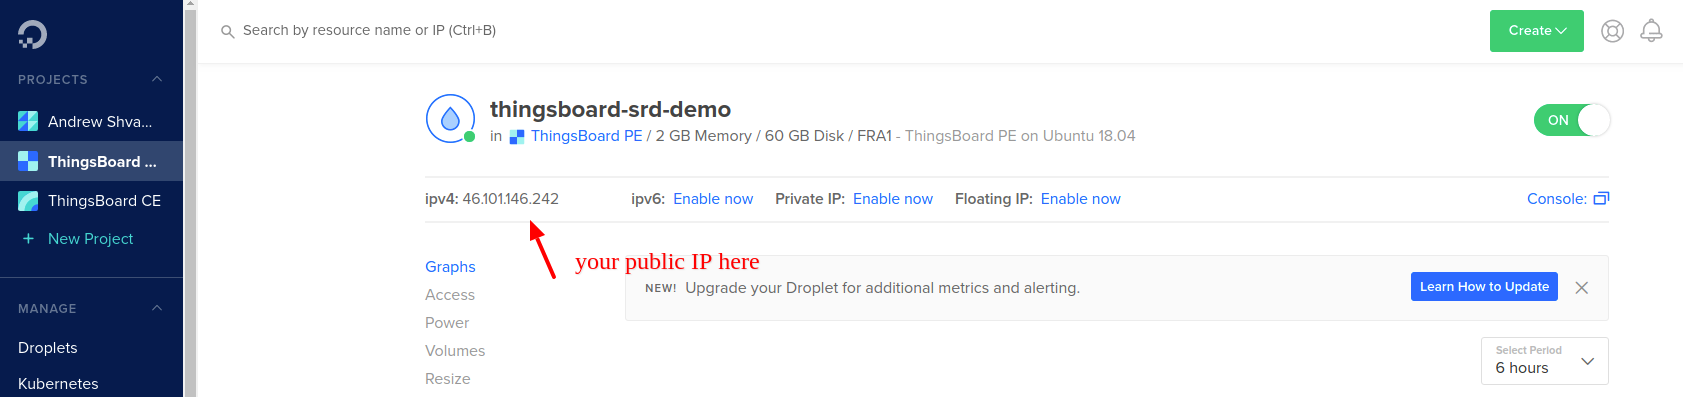 Search by resource name or IP (Ctrl+B)
Create
PROJECTS
Andrew Shva...
ThingsBoard ...
ThingsBoard CE
+ New Project
MANAGE
Droplets
Kubernetes
thingsboard-srd-demo
in ThingsBoard PE / 2 GB Memory / 60 GB Disk / FRA1 - ThingsBoard PE on Ubuntu 18.04
ON
ipv4: 46.101.146.242 ipv6: Enable now Private IP: Enable now Floating IP: Enable now Console:
your public IP here
Graphs
Access
Power
Volumes
Resize
NEW! Upgrade your Droplet for additional metrics and alerting.
Learn How to Update
Select Period
6 hours